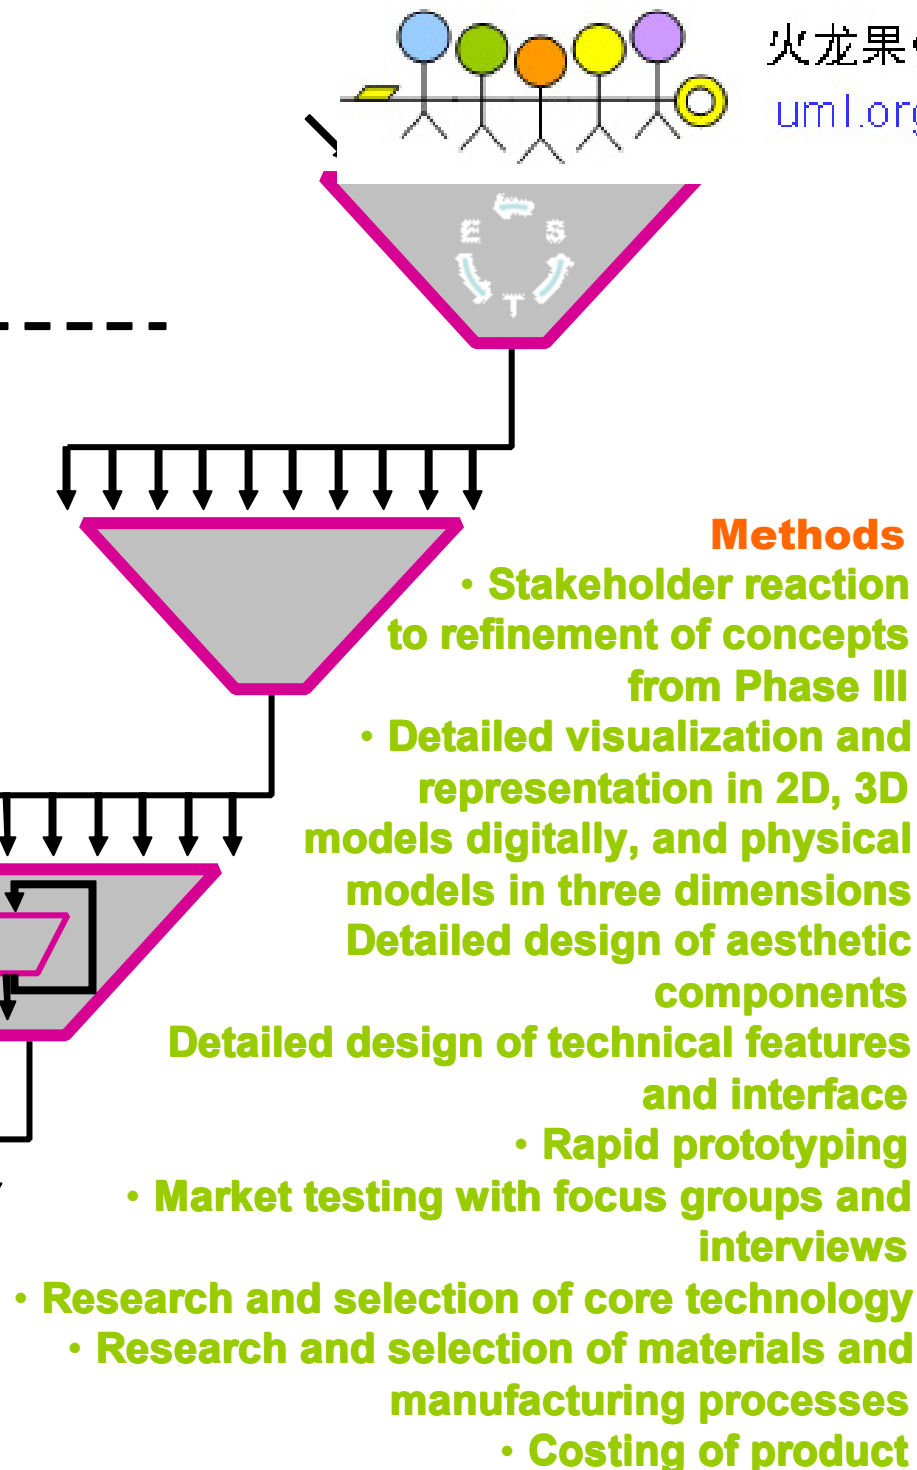 火龙果
uml.org
E
S
T
Methods
• Stakeholder reaction
to refinement of concepts
from Phase III
• Detailed visualization and
representation in 2D, 3D
models digitally, and physical
models in three dimensions
Detailed design of aesthetic
components
Detailed design of technical features
and interface
• Rapid prototyping
• Market testing with focus groups and
interviews
• Research and selection of core technology
• Research and selection of materials and
manufacturing processes
• Costing of product